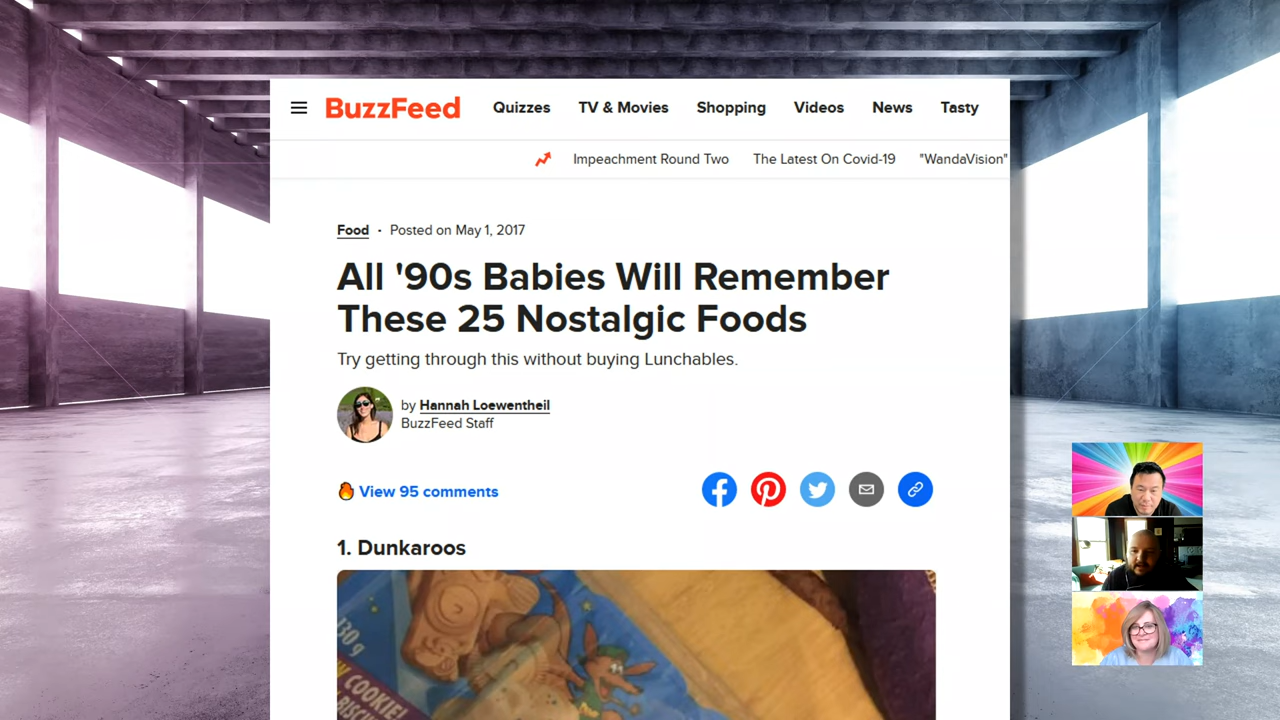 BuzzFeed Quizzes TV & Movies Shopping Videos News Tasty
Impeachment Round Two The Latest On Covid-19 "WandaVision"
Food · Posted on May 1, 2017
All '90s Babies Will Remember
These 25 Nostalgic Foods
Try getting through this without buying Lunchables.
by Hannah Loewentheil
BuzzFeed Staff
View 95 comments
1. Dunkaroos
130 g
COOKIE!